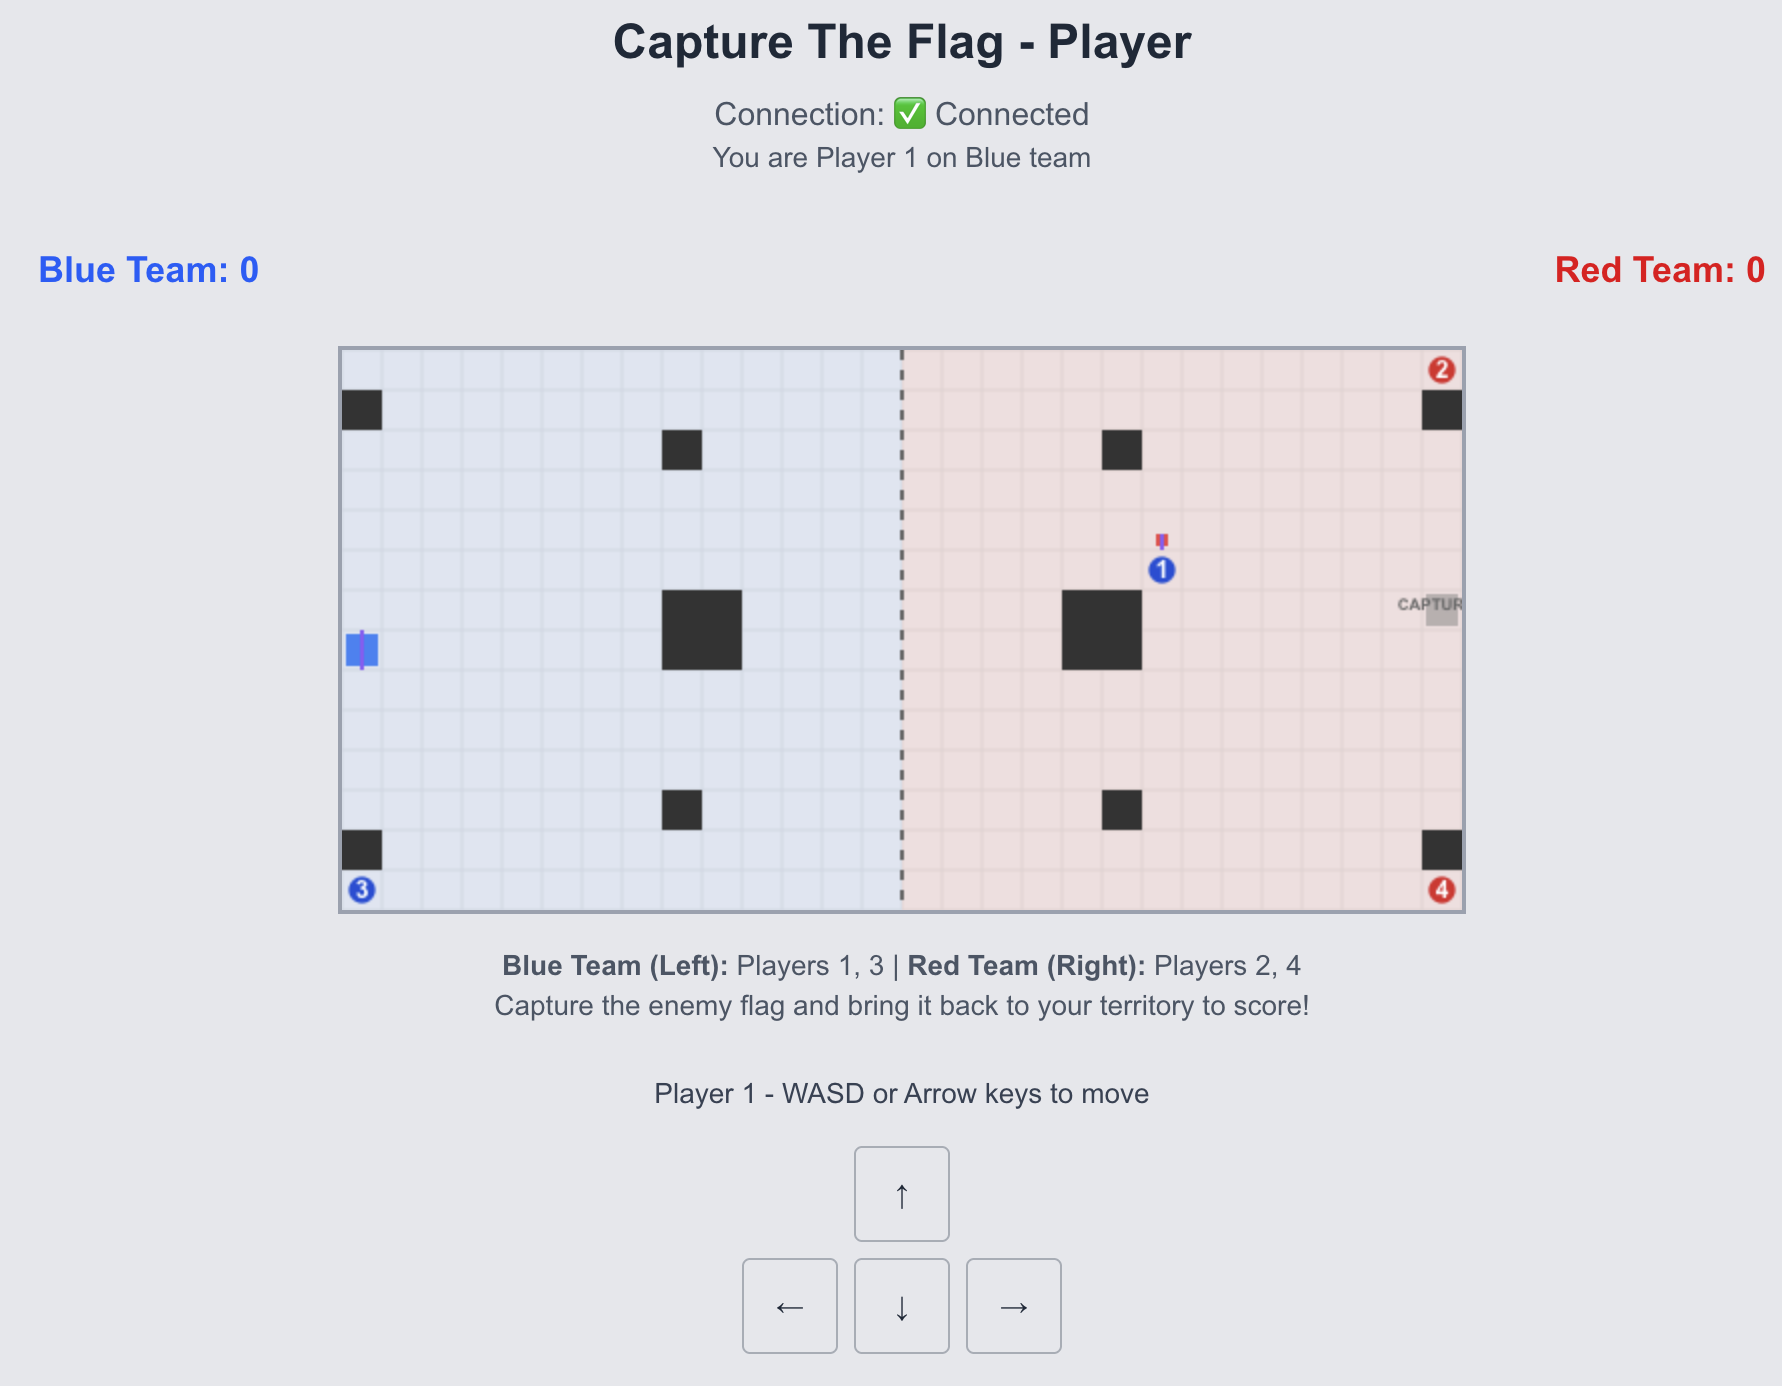 Capture The Flag - Player
Connection: ✅ Connected
You are Player 1 on Blue team
Blue Team: 0
Red Team: 0
2
1
CAPTUR
3
4
Blue Team (Left): Players 1, 3 | Red Team (Right): Players 2, 4
Capture the enemy flag and bring it back to your territory to score!
Player 1 - WASD or Arrow keys to move
↑
← ↓ →